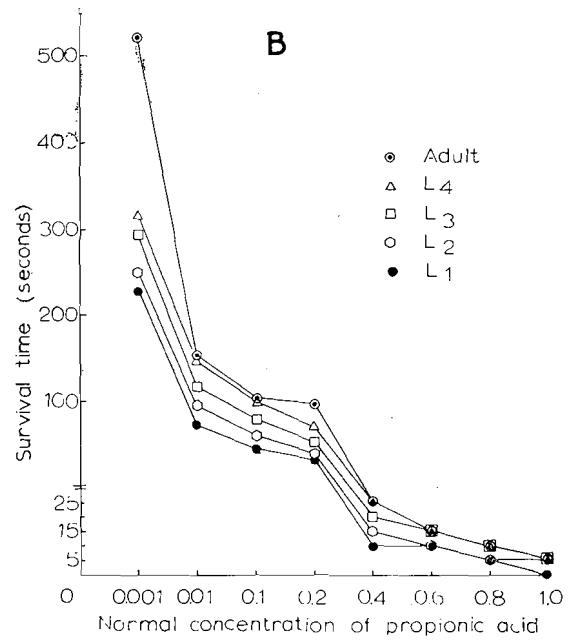 B
500
400
300
200
100
25
15
5
0
Survival time (seconds)
Adult
L4
L3
L2
L1
0.001 0.01 0.1 0.2 0.4 0.6 0.8 1.0
Normal concentration of propionic acid